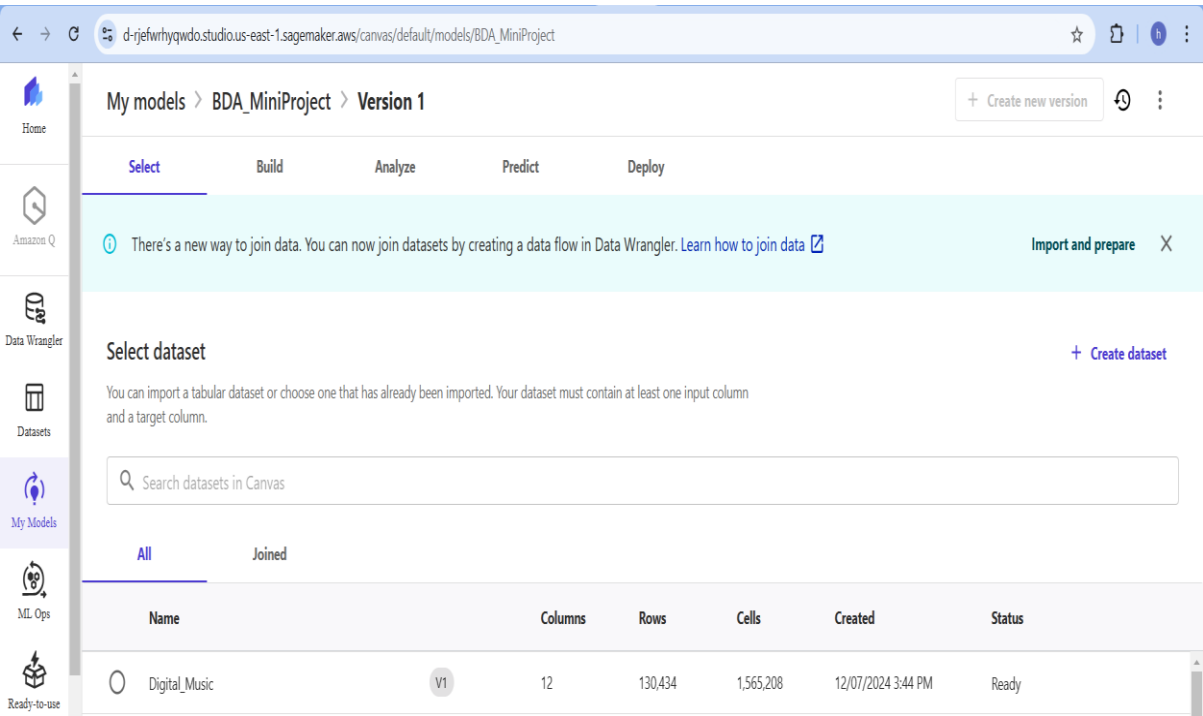 d-rjefwrhyqwdo.studio.us-east-1.sagemaker.aws/canvas/default/models/BDA_MiniProject
h
Home
Amazon Q
Data Wrangler
Datasets
My Models
ML Ops
Ready-to-use
My models > BDA_MiniProject > Version 1
+ Create new version
Select Build Analyze Predict Deploy
There's a new way to join data. You can now join datasets by creating a data flow in Data Wrangler. Learn how to join data
Import and prepare X
Select dataset
+ Create dataset
You can import a tabular dataset or choose one that has already been imported. Your dataset must contain at least one input column
and a target column.
Search datasets in Canvas
All Joined
Name Columns Rows Cells Created Status
Digital_Music V1 12 130,434 1,565,208 12/07/2024 3:44 PM Ready